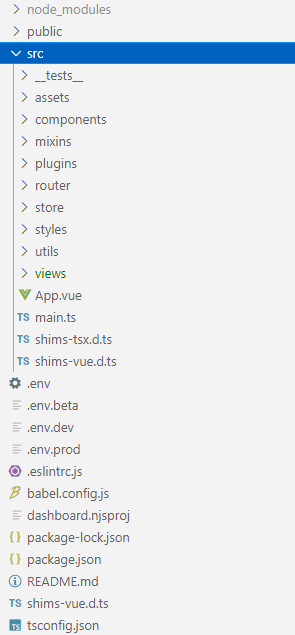 node_modules
public
src
__tests__
assets
components
mixins
plugins
router
store
styles
utils
views
App.vue
TS main.ts
TS shims-tsx.d.ts
TS shims-vue.d.ts
.env
.env.beta
.env.dev
.env.prod
.eslintrc.js
babel.config.js
dashboard.njsproj
{} package-lock.json
{} package.json
README.md
TS shims-vue.d.ts
TS tsconfig.json